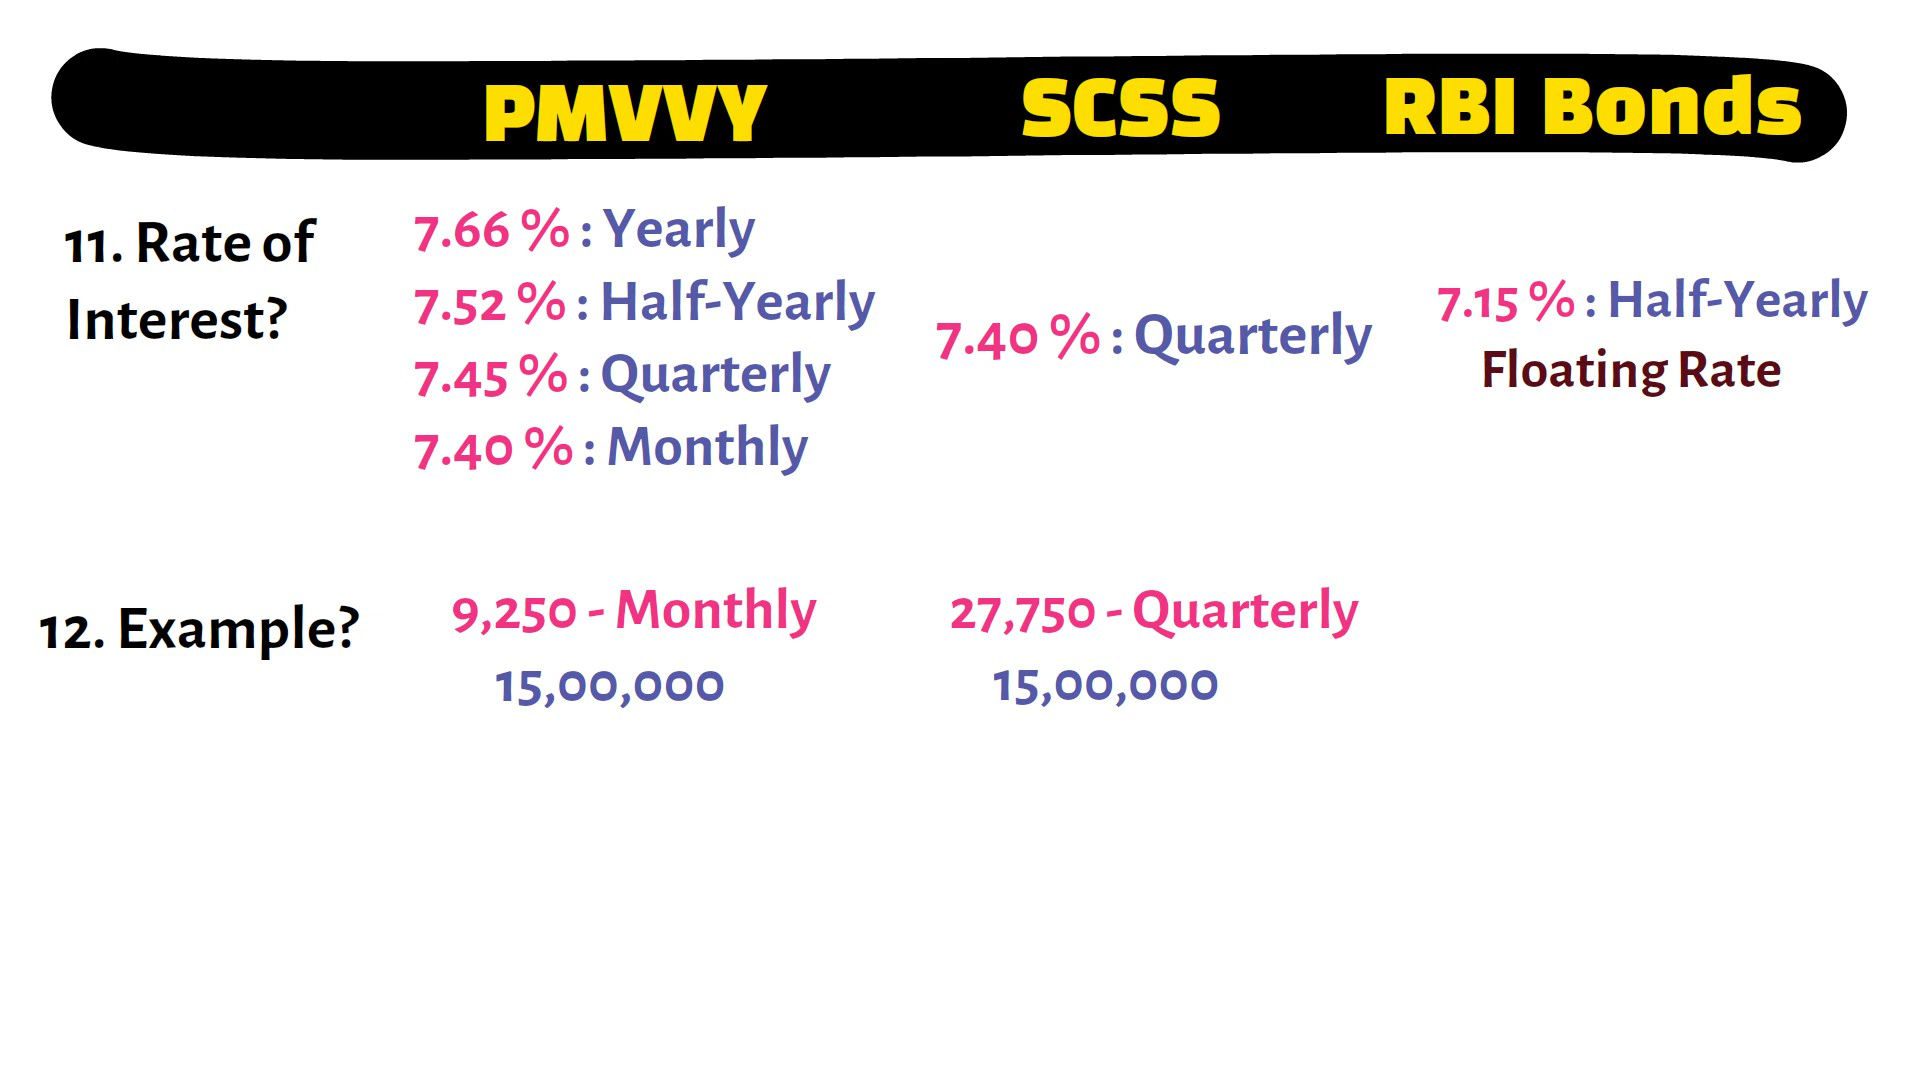 PMVVY SCSS RBI Bonds
11. Rate of
Interest?
7.66 % : Yearly
7.52 % : Half-Yearly
7.45 % : Quarterly
7.40 % : Monthly
7.40 % : Quarterly
7.15 % : Half-Yearly
Floating Rate
12. Example?
9,250 - Monthly
15,00,000
27,750 - Quarterly
15,00,000